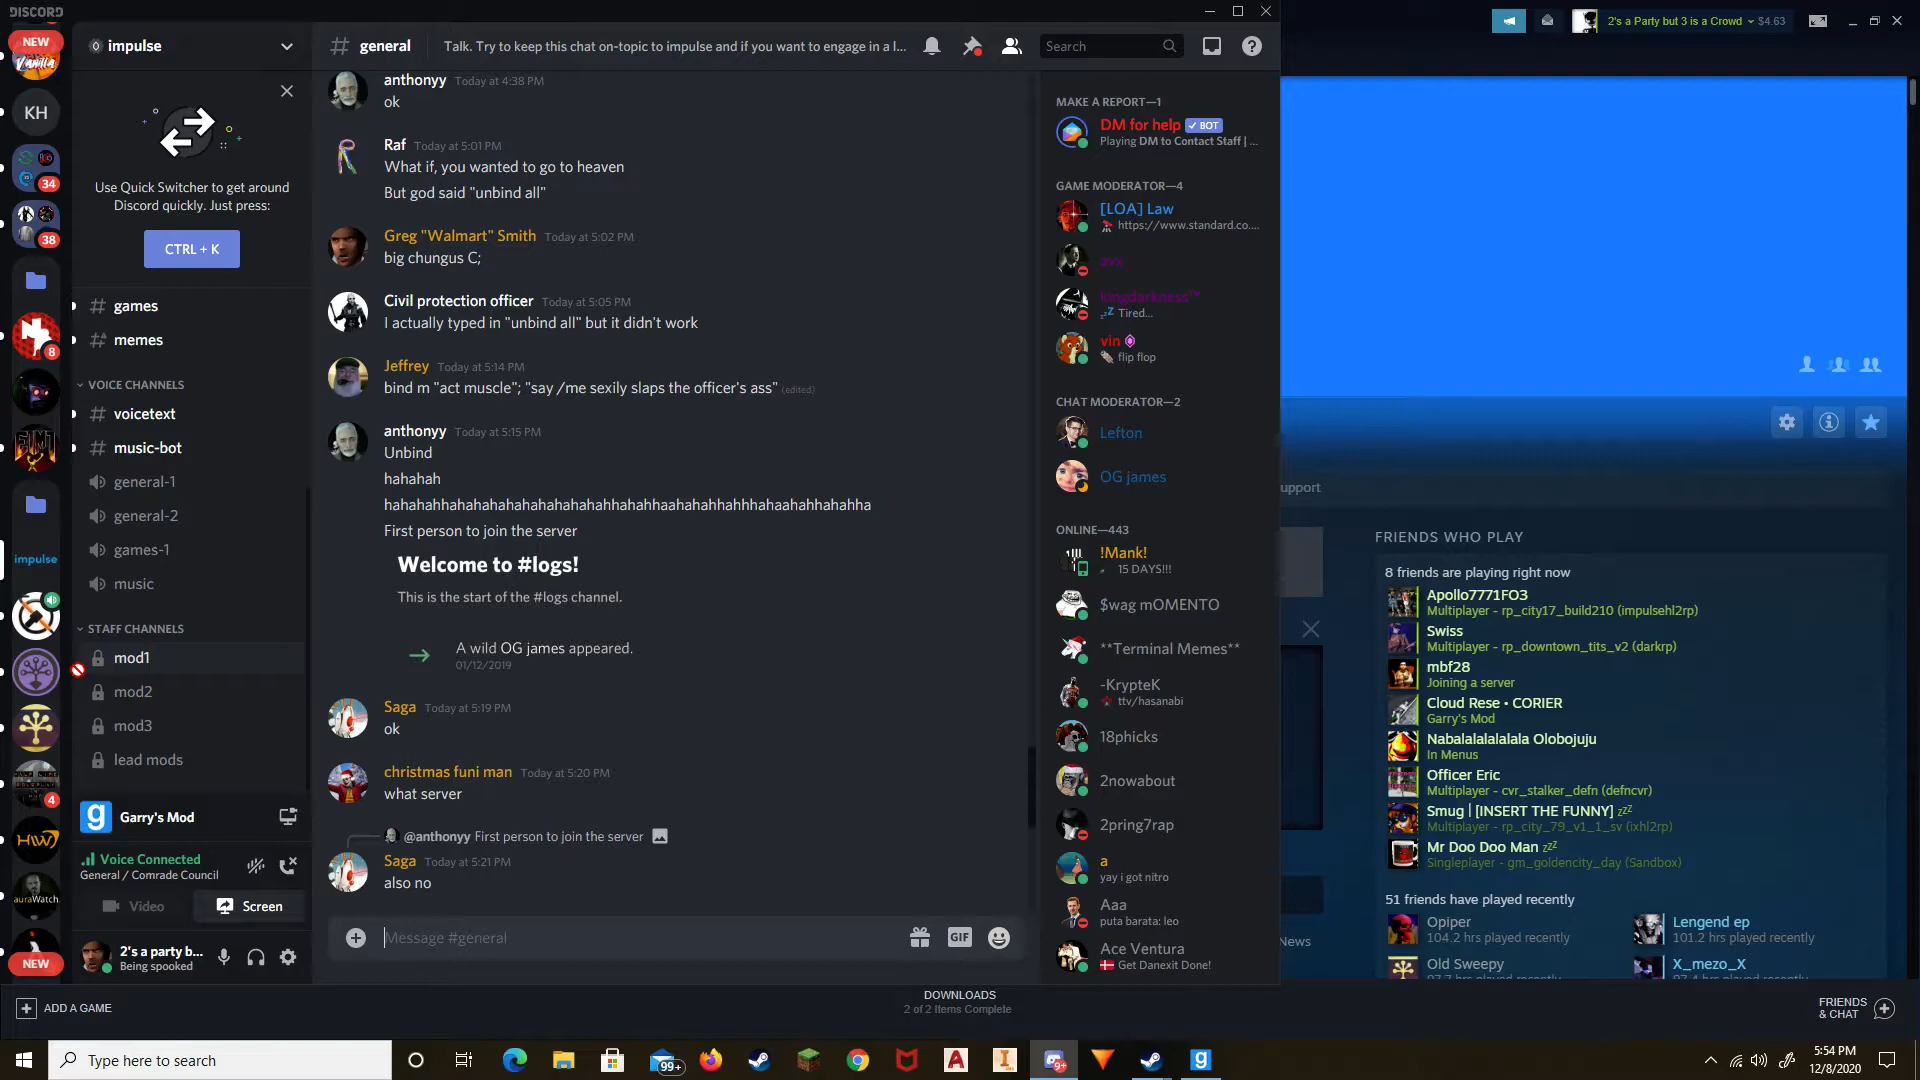 DISCORD
NEW
Vanilla
KH
34
38
8
impulse
4
HW
auraWatch.
NEW
impulse
Use Quick Switcher to get around
Discord quickly. Just press:
CTRL + K
# games
# memes
VOICE CHANNELS
# voicetext
# music-bot
general-1
general-2
games-1
music
STAFF CHANNELS
mod1
mod2
mod3
lead mods
Garry's Mod
Voice Connected
General / Comrade Council
Video
Screen
2's a party b...
Being spooked
# general
Talk. Try to keep this chat on-topic to impulse and if you want to engage in a l...
Search
anthonyy Today at 4:38 PM
ok
Raf Today at 5:01 PM
What if, you wanted to go to heaven
But god said "unbind all"
Greg "Walmart" Smith Today at 5:02 PM
big chungus C;
Civil protection officer Today at 5:05 PM
I actually typed in "unbind all" but it didn't work
Jeffrey Today at 5:14 PM
bind m "act muscle"; "say /me sexily slaps the officer's ass" (edited)
anthonyy Today at 5:15 PM
Unbind
hahahah
hahahahhahahahahahahahahahahhahahhahaahahahhahhhahaahahhahahha
First person to join the server
Welcome to #logs!
This is the start of the #logs channel.
A wild OG james appeared.
01/12/2019
Saga Today at 5:19 PM
ok
christmas funi man Today at 5:20 PM
what server
@anthonyy First person to join the server
Saga Today at 5:21 PM
also no
Message #general
GIF
MAKE A REPORT—1
DM for help BOT
Playing DM to Contact Staff | ...
GAME MODERATOR—4
[LOA] Law
https://www.standard.co....
avx
longdarkness™
zzZ Tired...
vin
flip flop
CHAT MODERATOR—2
Lefton
OG james
ONLINE—443
!Mank!
15 DAYS!!!
$wag mOMENTO
**Terminal Memes**
-KrypteK
ttv/hasanabi
18phicks
2nowabout
2pring7rap
a
yay i got nitro
Aaa
puta barata: leo
Ace Ventura
Get Danexit Done!
2's a Party but 3 is a Crowd $4.63
upport
News
FRIENDS WHO PLAY
8 friends are playing right now
Apollo7771FO3
Multiplayer - rp_city17_build210 (impulsehl2rp)
Swiss
Multiplayer - rp_downtown_tits_v2 (darkrp)
mbf28
Joining a server
Cloud Rese • CORIER
Garry's Mod
Nabalalalalalala Olobojuju
In Menus
Officer Eric
Multiplayer - cvr_stalker_defn (defncvr)
Smug | [INSERT THE FUNNY] zzZ
Multiplayer - rp_city_79_v1_1_sv (ixhl2rp)
Mr Doo Doo Man zzZ
Singleplayer - gm_goldencity_day (Sandbox)
51 friends have played recently
Opiper
104.2 hrs played recently
Lengend ep
101.2 hrs played recently
Old Sweepy
X_mezo_X
ADD A GAME
DOWNLOADS
2 of 2 Items Complete
FRIENDS
& CHAT
Type here to search
99+
9+
5:54 PM
12/8/2020